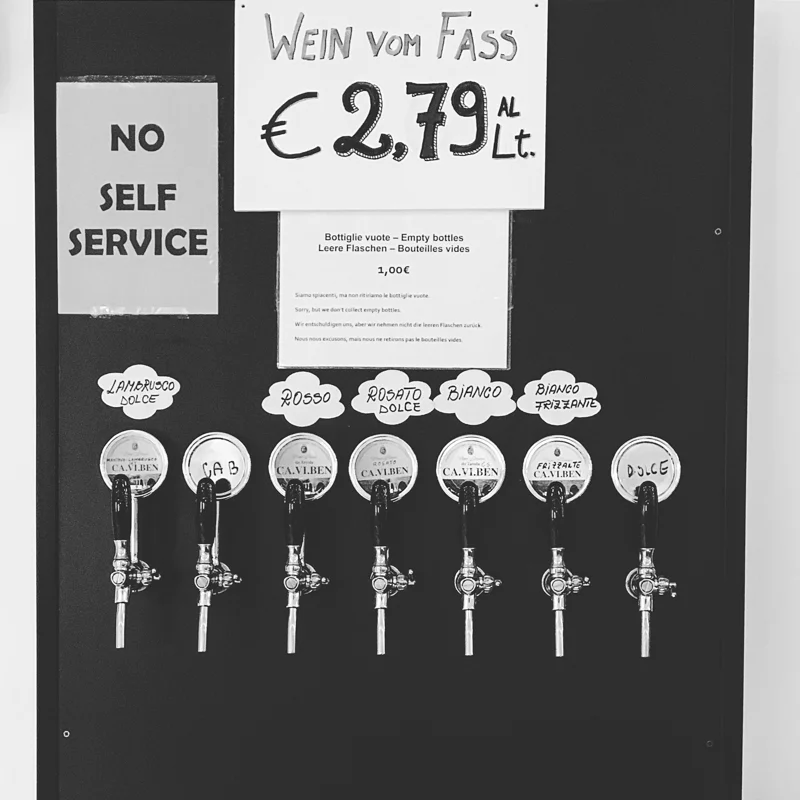 WEIN VOM FASS
€ 2,79 AL Lt.
NO
SELF
SERVICE
Bottiglie vuote – Empty bottles
Leere Flaschen – Bouteilles vides
1,00€
Siamo spiacenti, ma non ritiriamo le bottiglie vuote.
Sorry, but we don't collect empty bottles.
Wir entschuldigen uns, aber wir nehmen nicht die leeren Flaschen zurück.
Nous nous excusons, mais nous ne retirons pas le bouteilles vides.
LAMBRUSCO
DOLCE
ROSSO
ROSATO
DOLCE
BIANCO
BIANCO
FRIZZANTE
CA.VI.BEN
CAB
CA.VI.BEN
ROSATO
CA.VI.BEN
CA.VI.BEN
FRIZZANTE
CA.VI.BEN
DOLCE